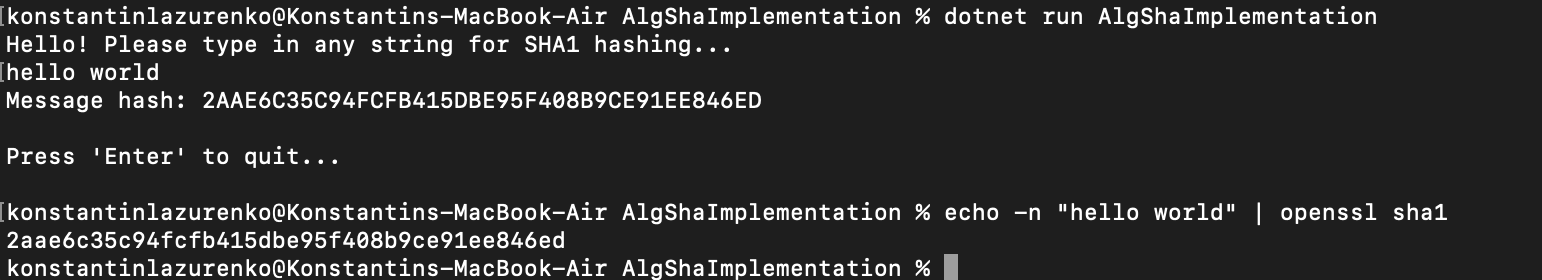 [konstantinlazurenko@Konstantins-MacBook-Air AlgShaImplementation % dotnet run AlgShaImplementation
Hello! Please type in any string for SHA1 hashing...
[hello world
Message hash: 2AAE6C35C94FCFB415DBE95F408B9CE91EE846ED
Press 'Enter' to quit...
[konstantinlazurenko@Konstantins-MacBook-Air AlgShaImplementation % echo -n "hello world" | openssl sha1
2aae6c35c94fcfb415dbe95f408b9ce91ee846ed
konstantinlazurenko@Konstantins-MacBook-Air AlgShaImplementation %